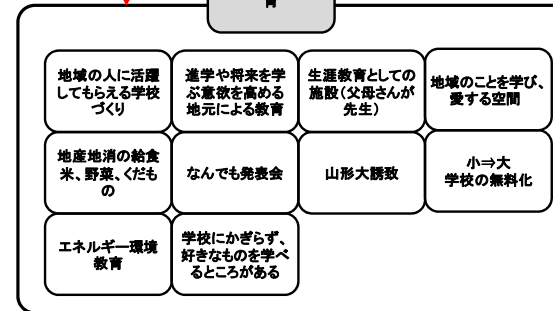 育
地域の人に活躍
してもらえる学校
づくり
進学や将来を学
ぶ意欲を高める
地元による教育
生涯教育としての
施設（父母さんが
先生）
地域のことを学び、
愛する空間
地産地消の給食
米、野菜、くだも
の
なんでも発表会
山形大誘致
小⇒大
学校の無料化
エネルギー環境
教育
学校にかぎらず、
好きなものを学べ
るところがある